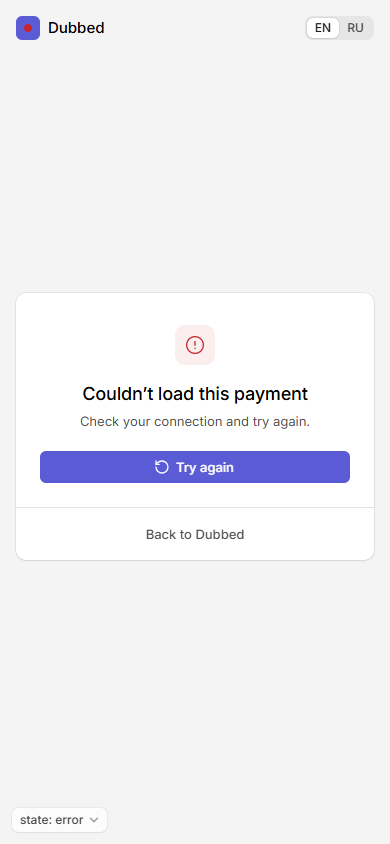 Dubbed
EN RU
Couldn’t load this payment
Check your connection and try again.
Try again
Back to Dubbed
state: error